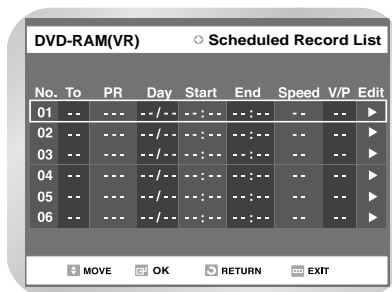 DVD-RAM(VR) Scheduled Record List
No. To PR Day Start End Speed V/P Edit
01 -- --- --/-- --:-- --:-- -- -- ►
02 -- --- --/-- --:-- --:-- -- -- ►
03 -- --- --/-- --:-- --:-- -- -- ►
04 -- --- --/-- --:-- --:-- -- -- ►
05 -- --- --/-- --:-- --:-- -- -- ►
06 -- --- --/-- --:-- --:-- -- -- ►
MOVE OK RETURN EXIT